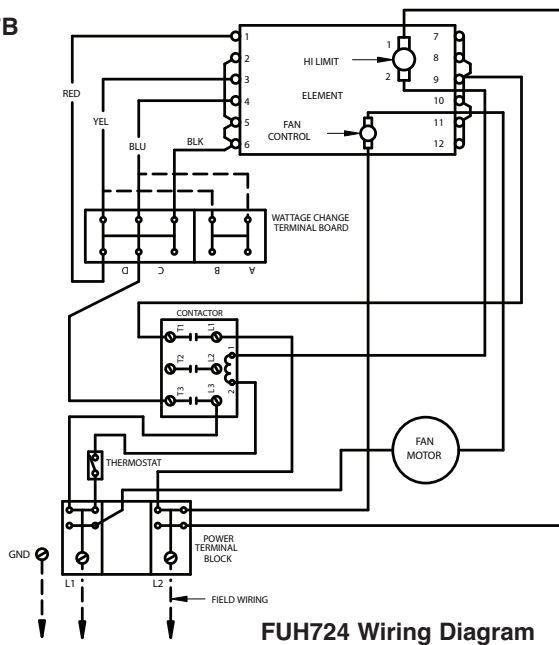 B
1
2
3
4
5
6
7
8
9
10
11
12
HI LIMIT
1
2
ELEMENT
FAN
CONTROL
RED
YEL
BLU
BLK
WATTAGE CHANGE
TERMINAL BOARD
D
C
B
A
CONTACTOR
T1
L1
T2
L2
T3
L3
1
2
THERMOSTAT
FAN
MOTOR
POWER
TERMINAL
BLOCK
GND
L1
L2
FIELD WIRING
FUH724 Wiring Diagram